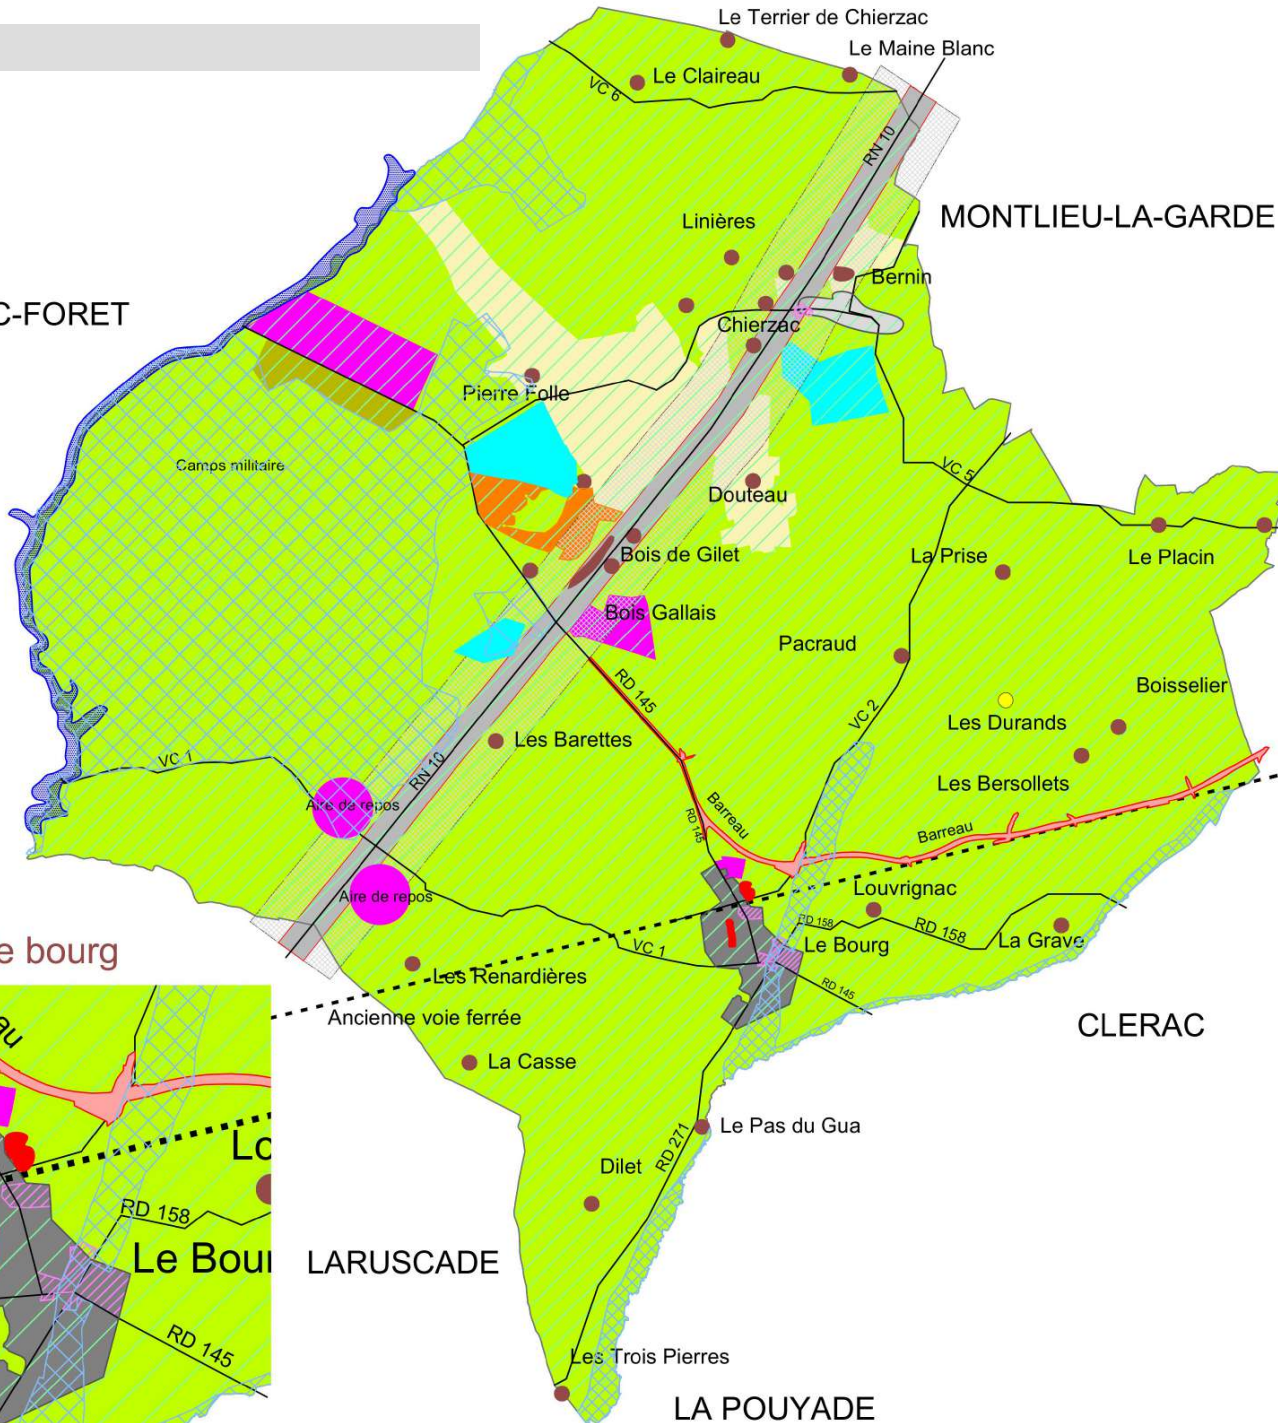 Le Terrier de Chierzac
Le Maine Blanc
Le Claireau
VC 6
RN 10
Linières
MONTLIEU-LA-GARDE
Bernin
C-FORET
Chierzac
Pierre Folle
Camps militaire
VC 5
Douteau
Bois de Gilet
La Prise
Le Placin
Bois Gallais
Pacraud
RD 145
Boisselier
VC 2
Les Durands
Les Barettes
VC 1
RN 10
Les Bersollets
Aire de repos
Barreau
RD 145
Barreau
Aire de repos
Louvrignac
RD 158
RD 158
La Grave
Le Bourg
e bourg
VC 1
Les Renardières
RD 145
Ancienne voie ferrée
CLERAC
au
La Casse
Le Pas du Gua
RD 271
Lo
Dilet
RD 158
Le Bour
LARUSCADE
RD 145
Les Trois Pierres
LA POUYADE